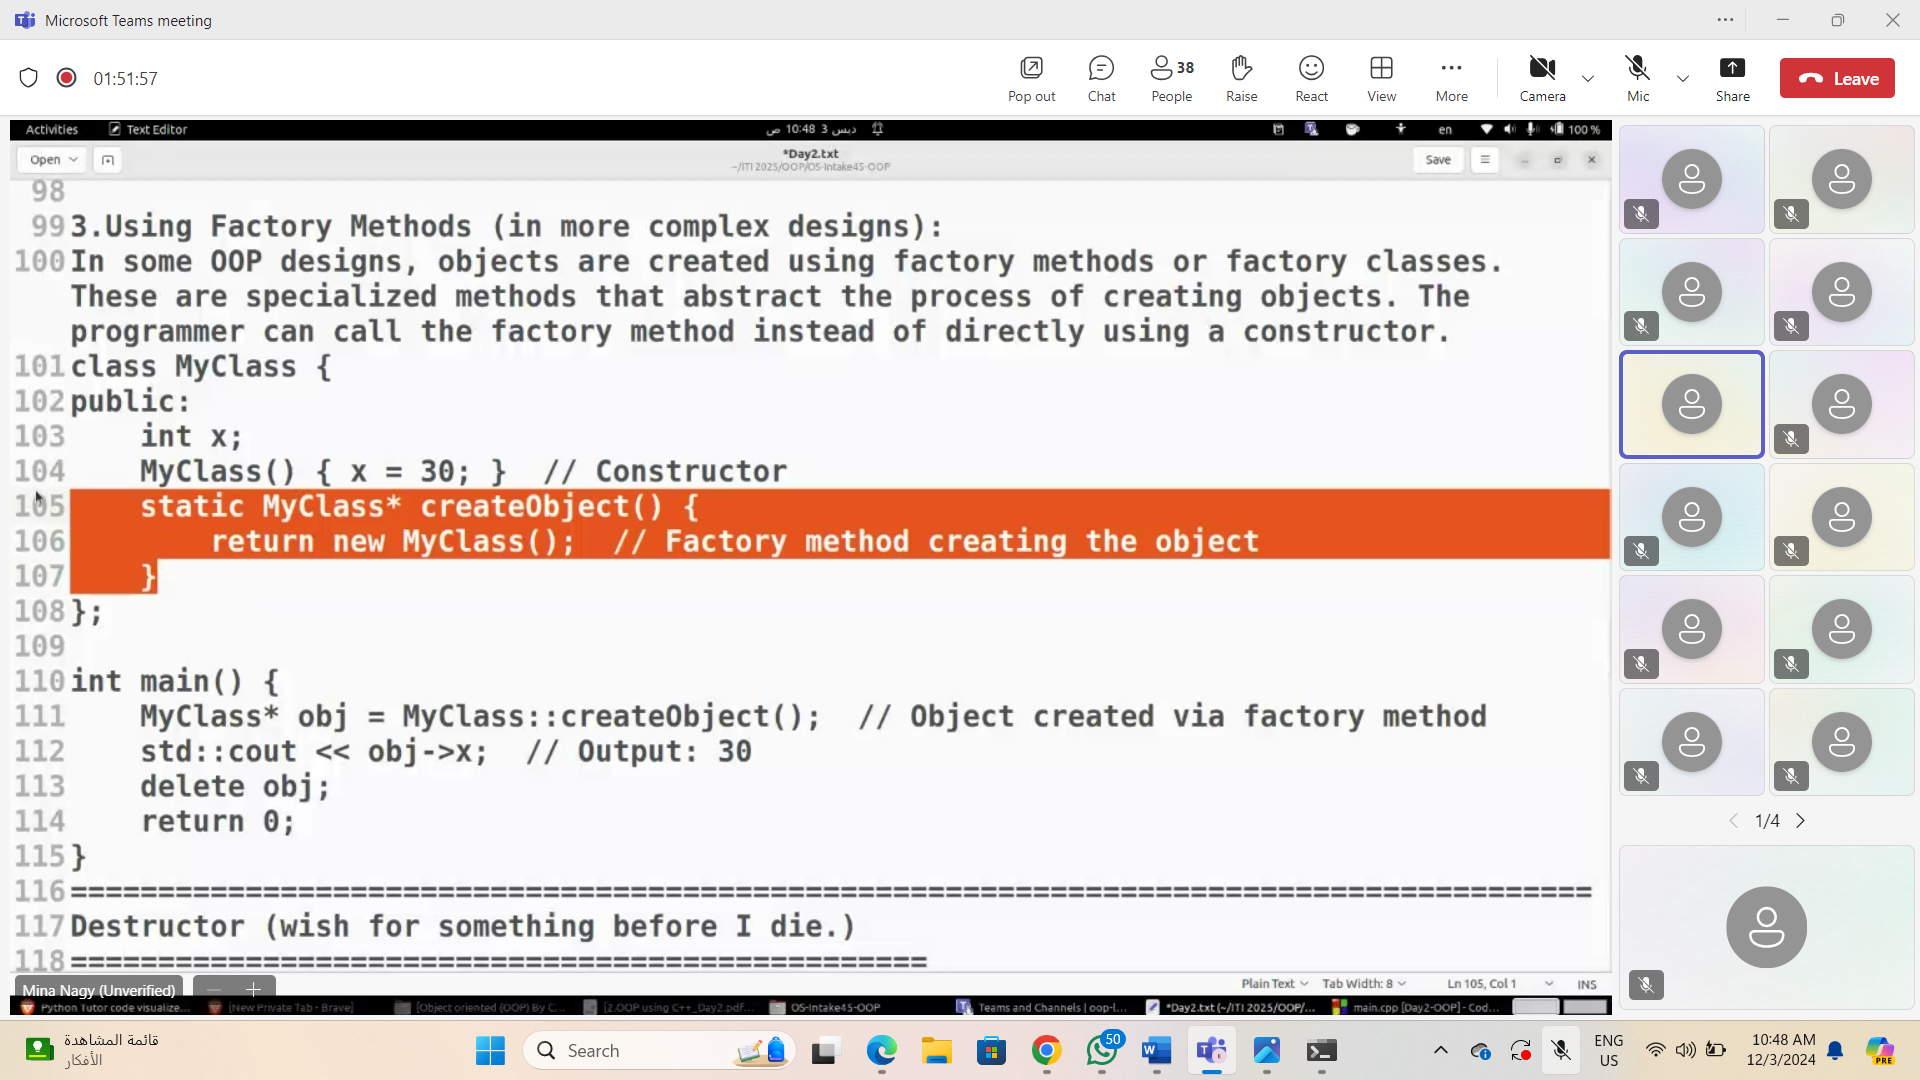 Microsoft Teams meeting
01:51:57
Pop out
Chat
38
People
Raise
React
View
More
Camera
Mic
Share
Leave
Activities
Text Editor
ديس 3 10:48 ص
en
100 %
Open
*Day2.txt
~/ITI 2025/OOP/OS-Intake45-OOP
Save
98
99 3.Using Factory Methods (in more complex designs):
100 In some OOP designs, objects are created using factory methods or factory classes.
These are specialized methods that abstract the process of creating objects. The
programmer can call the factory method instead of directly using a constructor.
101 class MyClass {
102 public:
103 int x;
104 MyClass() { x = 30; } // Constructor
105 static MyClass* createObject() {
106 return new MyClass(); // Factory method creating the object
107 }
108 };
109
110 int main() {
111 MyClass* obj = MyClass::createObject(); // Object created via factory method
112 std::cout << obj->x; // Output: 30
113 delete obj;
114 return 0;
115 }
116 =======================================================================================
117 Destructor (wish for something before I die.)
118 =================================================
Mina Nagy (Unverified)
Plain Text
Tab Width: 8
Ln 105, Col 1
INS
Python Tutor code visualize...
[New Private Tab - Brave]
[Object oriented (OOP) By C...
[2.OOP using C++_Day2.pdf...
OS-Intake45-OOP
Teams and Channels | oop-l...
*Day2.txt (~/ITI 2025/OOP/...
main.cpp [Day2-OOP] - Cod...
1/4
قائمة المشاهدة
الأفكار
Search
50
ENG
US
10:48 AM
12/3/2024
PRE